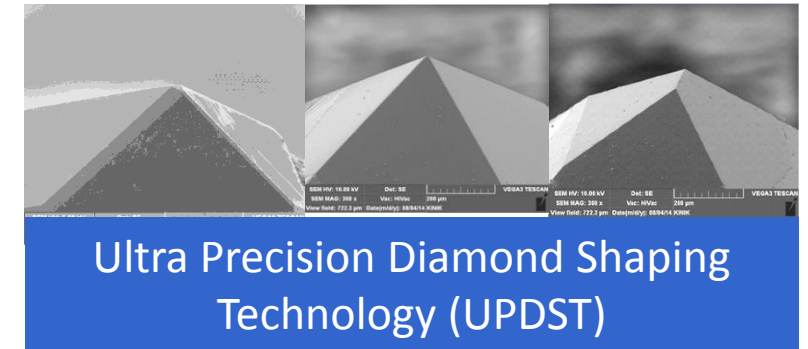 SEM HV: 10.00 kV Det: SE VEGA3 TESCAN
SEM MAG: 300 x Vac: HiVac 200 µm
View field: 722.3 µm Date(m/d/y): 08/04/14 KINIK
SEM HV: 10.00 kV Det: SE VEGA3 TESCAN
SEM MAG: 300 x Vac: HiVac 200 µm
View field: 722.3 µm Date(m/d/y): 08/04/14 KINIK
Ultra Precision Diamond Shaping
Technology (UPDST)